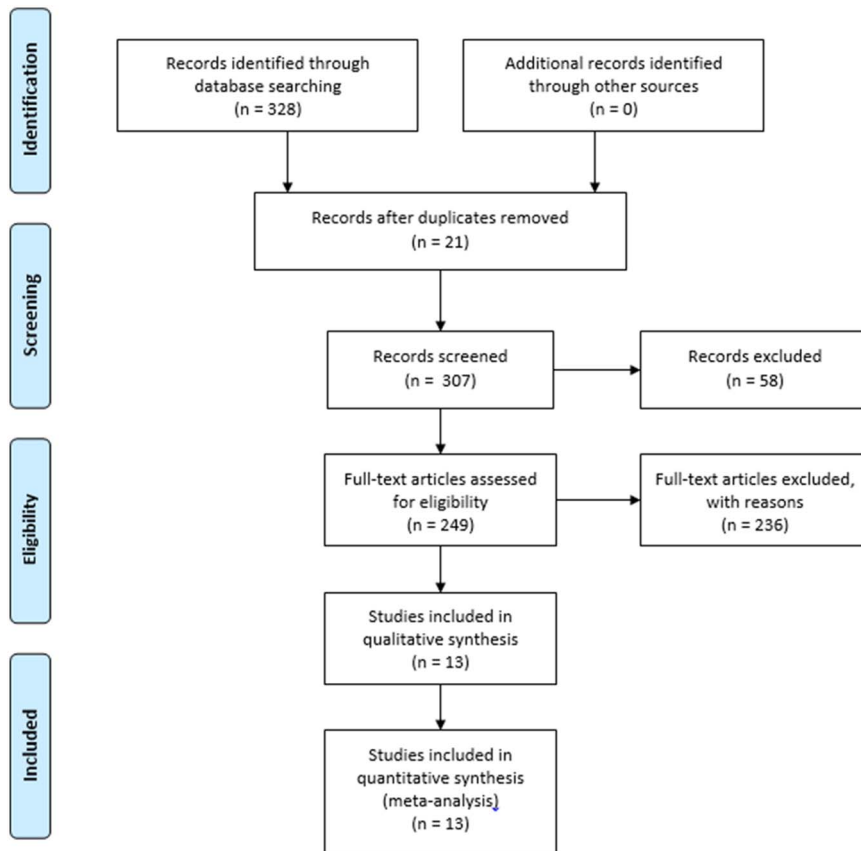 Identification
Records identified through
database searching
(n = 328)
Additional records identified
through other sources
(n = 0)
Records after duplicates removed
(n = 21)
Screening
Records screened
(n = 307)
Records excluded
(n = 58)
Eligibility
Full-text articles assessed
for eligibility
(n = 249)
Full-text articles excluded,
with reasons
(n = 236)
Studies included in
qualitative synthesis
(n = 13)
Included
Studies included in
quantitative synthesis
(meta-analysis)
(n = 13)